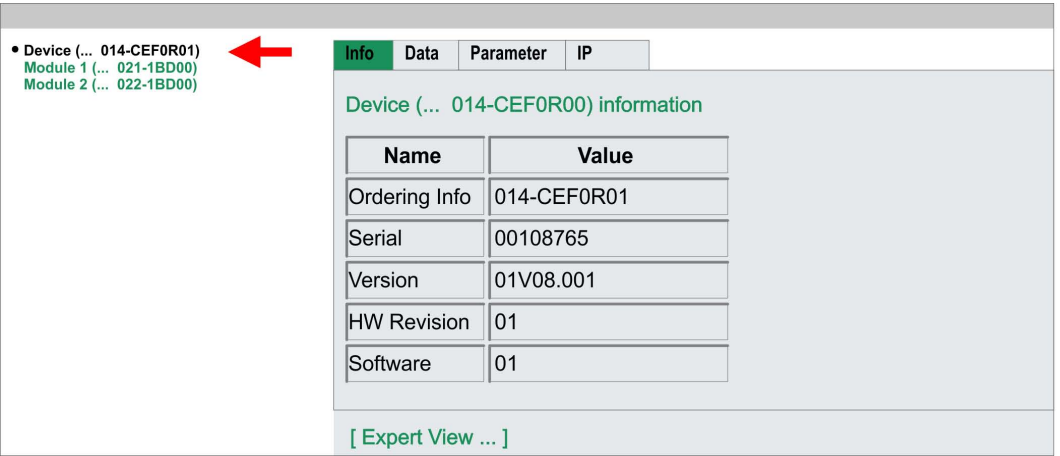 • Device (... 014-CEF0R01)
Module 1 (... 021-1BD00)
Module 2 (... 022-1BD00)
Info Data Parameter IP
Device (... 014-CEF0R00) information
Name Value
Ordering Info 014-CEF0R01
Serial 00108765
Version 01V08.001
HW Revision 01
Software 01
[ Expert View ... ]